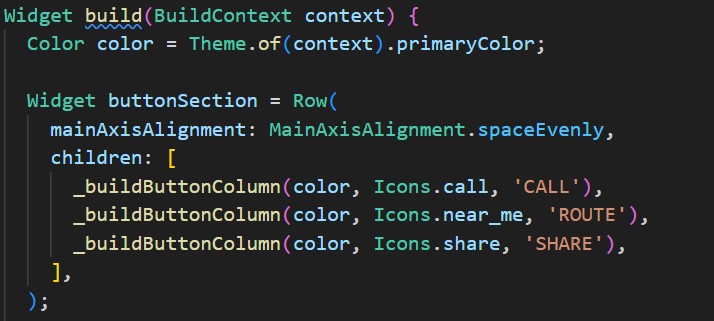 Widget build(BuildContext context) {
  Color color = Theme.of(context).primaryColor;

  Widget buttonSection = Row(
    mainAxisAlignment: MainAxisAlignment.spaceEvenly,
    children: [
      _buildButtonColumn(color, Icons.call, 'CALL'),
      _buildButtonColumn(color, Icons.near_me, 'ROUTE'),
      _buildButtonColumn(color, Icons.share, 'SHARE'),
    ],
  );